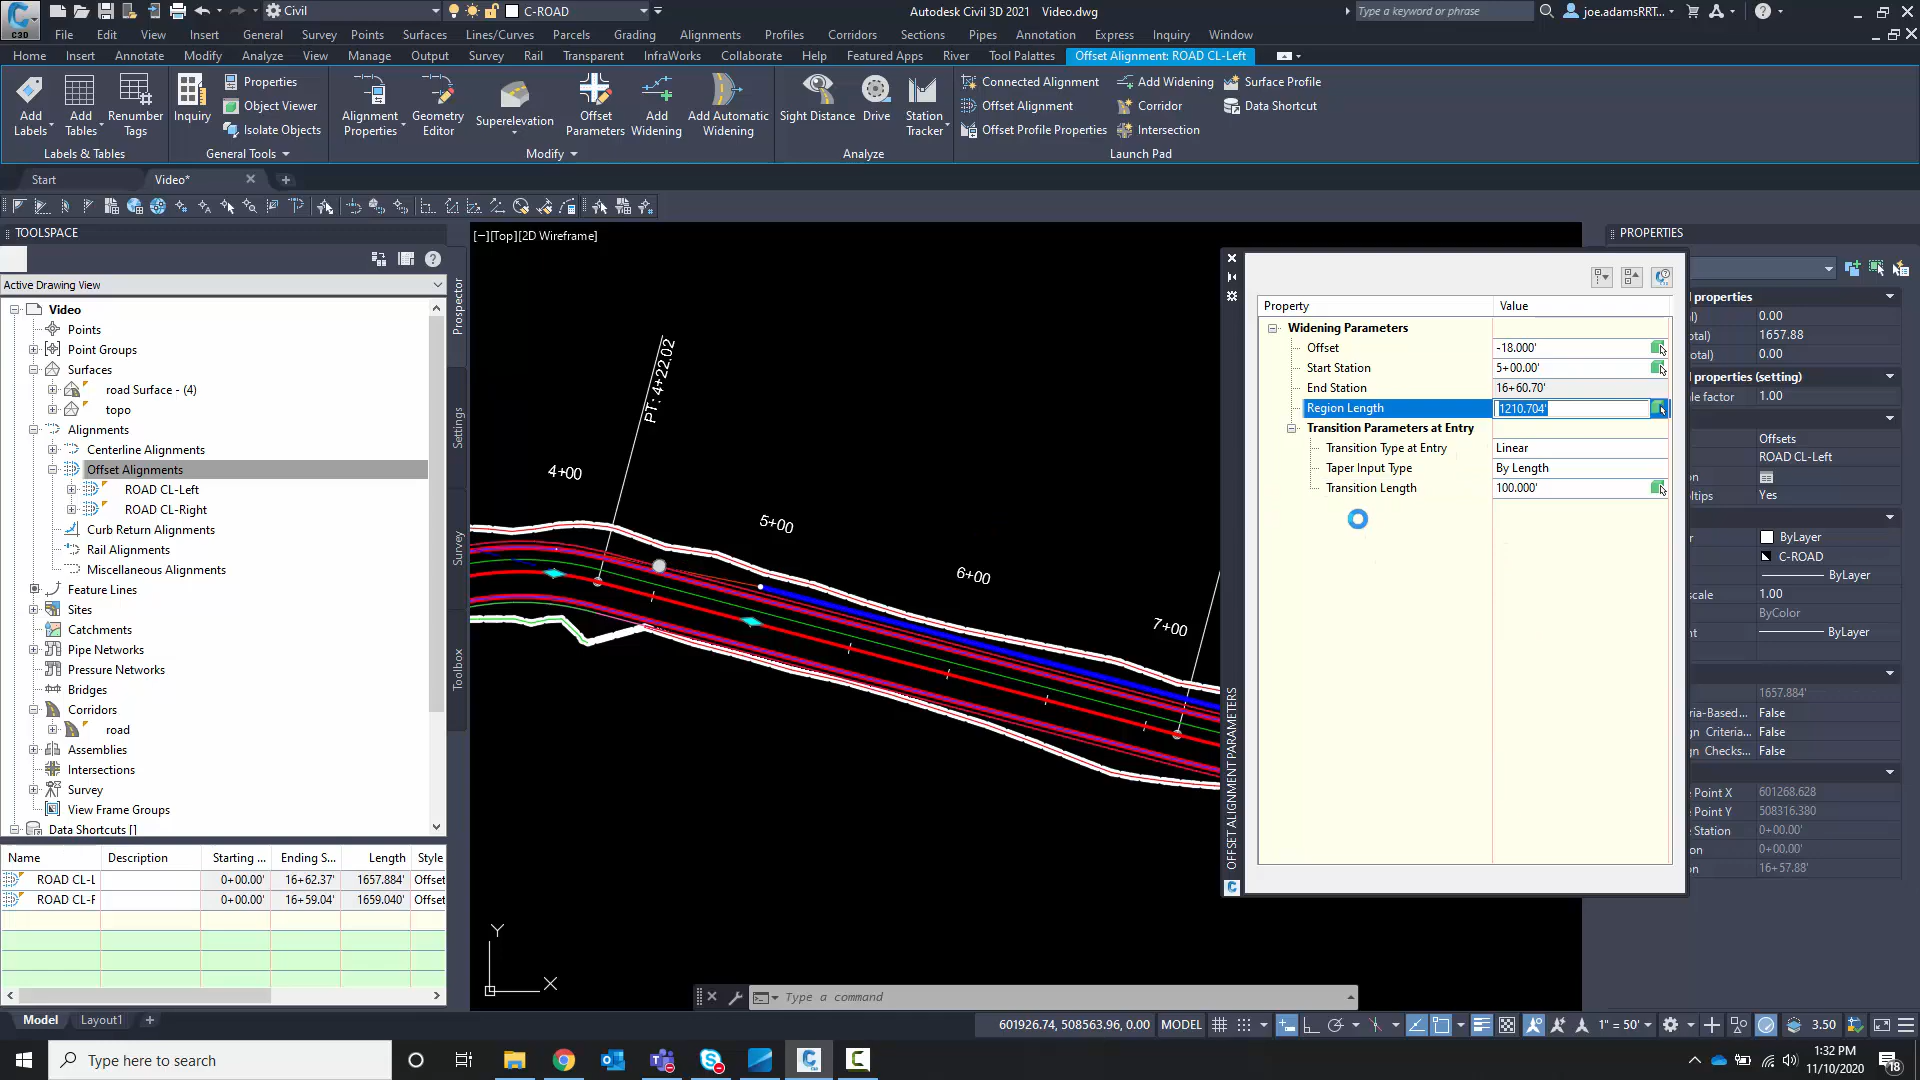 C3D
Civil
C-ROAD
Autodesk Civil 3D 2021 Video.dwg
Type a keyword or phrase
joe.adamsRRT...
File Edit View Insert General Survey Points Surfaces Lines/Curves Parcels Grading Alignments Profiles Corridors Sections Pipes Annotation Express Inquiry Window
Home Insert Annotate Modify Analyze View Manage Output Survey Rail Transparent InfraWorks Collaborate Help Featured Apps River Tool Palettes Offset Alignment: ROAD CL-Left
Add Labels
Add Tables
Renumber Tags
Labels & Tables
Inquiry
Properties
Object Viewer
Isolate Objects
General Tools
Alignment Properties
Geometry Editor
Superelevation
Offset Parameters
Add Widening
Add Automatic Widening
Modify
Sight Distance
Drive
Station Tracker
Analyze
Connected Alignment
Offset Alignment
Offset Profile Properties
Add Widening
Corridor
Intersection
Surface Profile
Data Shortcut
Launch Pad
Start
Video*
TOOLSPACE
Active Drawing View
Video
Points
Point Groups
Surfaces
road Surface - (4)
topo
Alignments
Centerline Alignments
Offset Alignments
ROAD CL-Left
ROAD CL-Right
Curb Return Alignments
Rail Alignments
Miscellaneous Alignments
Feature Lines
Sites
Catchments
Pipe Networks
Pressure Networks
Bridges
Corridors
road
Assemblies
Intersections
Survey
View Frame Groups
Data Shortcuts []
Prospector
Settings
Survey
Toolbox
Name Description Starting ... Ending S... Length Style
ROAD CL-L 0+00.00' 16+62.37' 1657.884' Offset
ROAD CL-F 0+00.00' 16+59.04' 1659.040' Offset
[−][Top][2D Wireframe]
PT: 4+22.02
4+00
5+00
6+00
7+00
Y
X
Property Value
Widening Parameters
Offset -18.000'
Start Station 5+00.00'
End Station 16+60.70'
Region Length 1210.704'
Transition Parameters at Entry
Transition Type at Entry Linear
Taper Input Type By Length
Transition Length 100.000'
OFFSET ALIGNMENT PARAMETERS
PROPERTIES
properties
al) 0.00
otal) 1657.88
otal) 0.00
properties (setting)
le factor 1.00
Offsets
ROAD CL-Left
on
ltips Yes
r ByLayer
C-ROAD
ByLayer
scale 1.00
ByColor
nt ByLayer
1657.884'
ria-Based... False
gn Criteria... False
gn Checks... False
Point X 601268.628
Point Y 508316.380
Station 0+00.00'
on 0+00.00'
on 16+57.88'
Type a command
Model Layout1
601926.74, 508563.96, 0.00 MODEL
1" = 50'
3.50
Type here to search
1:32 PM
11/10/2020
18